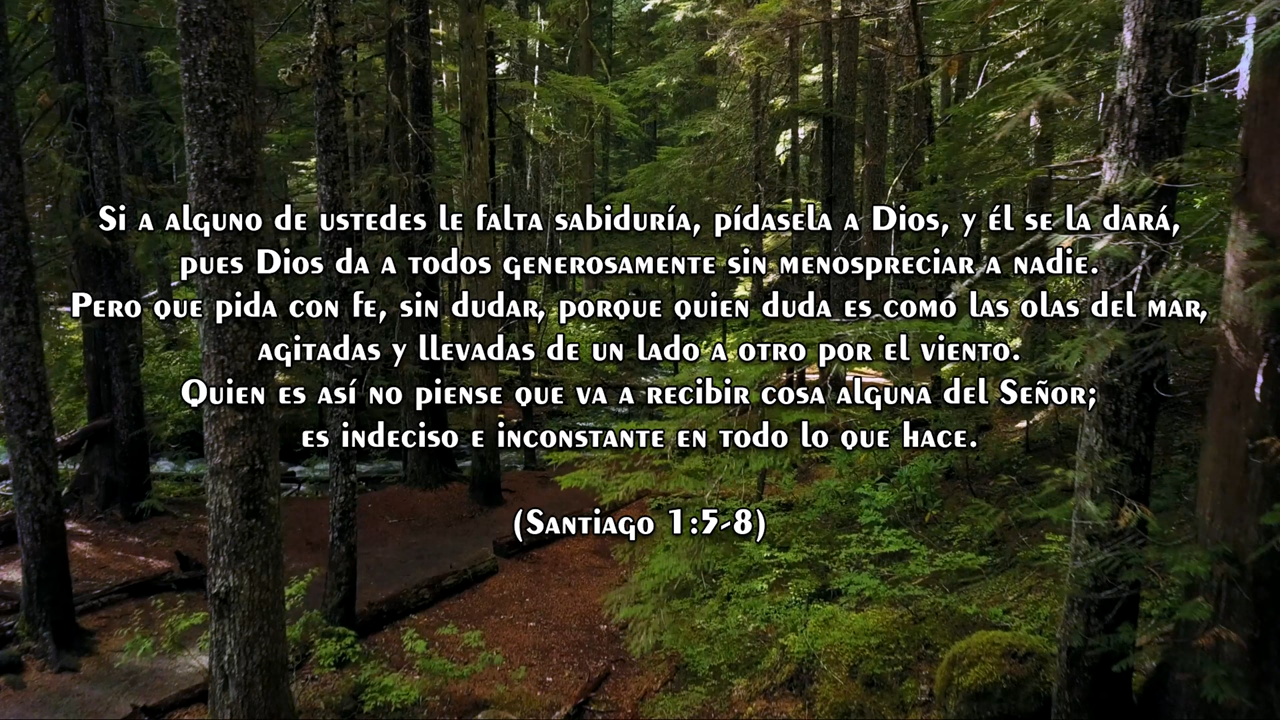 Si a alguno de ustedes le falta sabiduría, pídasela a Dios, y él se la dará,
pues Dios da a todos generosamente sin menospreciar a nadie.
Pero que pida con fe, sin dudar, porque quien duda es como las olas del mar,
agitadas y llevadas de un lado a otro por el viento.
Quien es así no piense que va a recibir cosa alguna del Señor;
es indeciso e inconstante en todo lo que hace.
(Santiago 1:5-8)